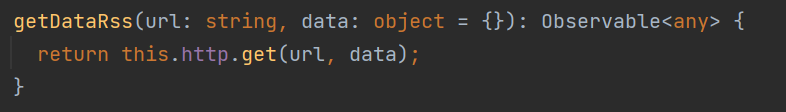 getDataRss(url: string, data: object = {}): Observable<any> {
  return this.http.get(url, data);
}